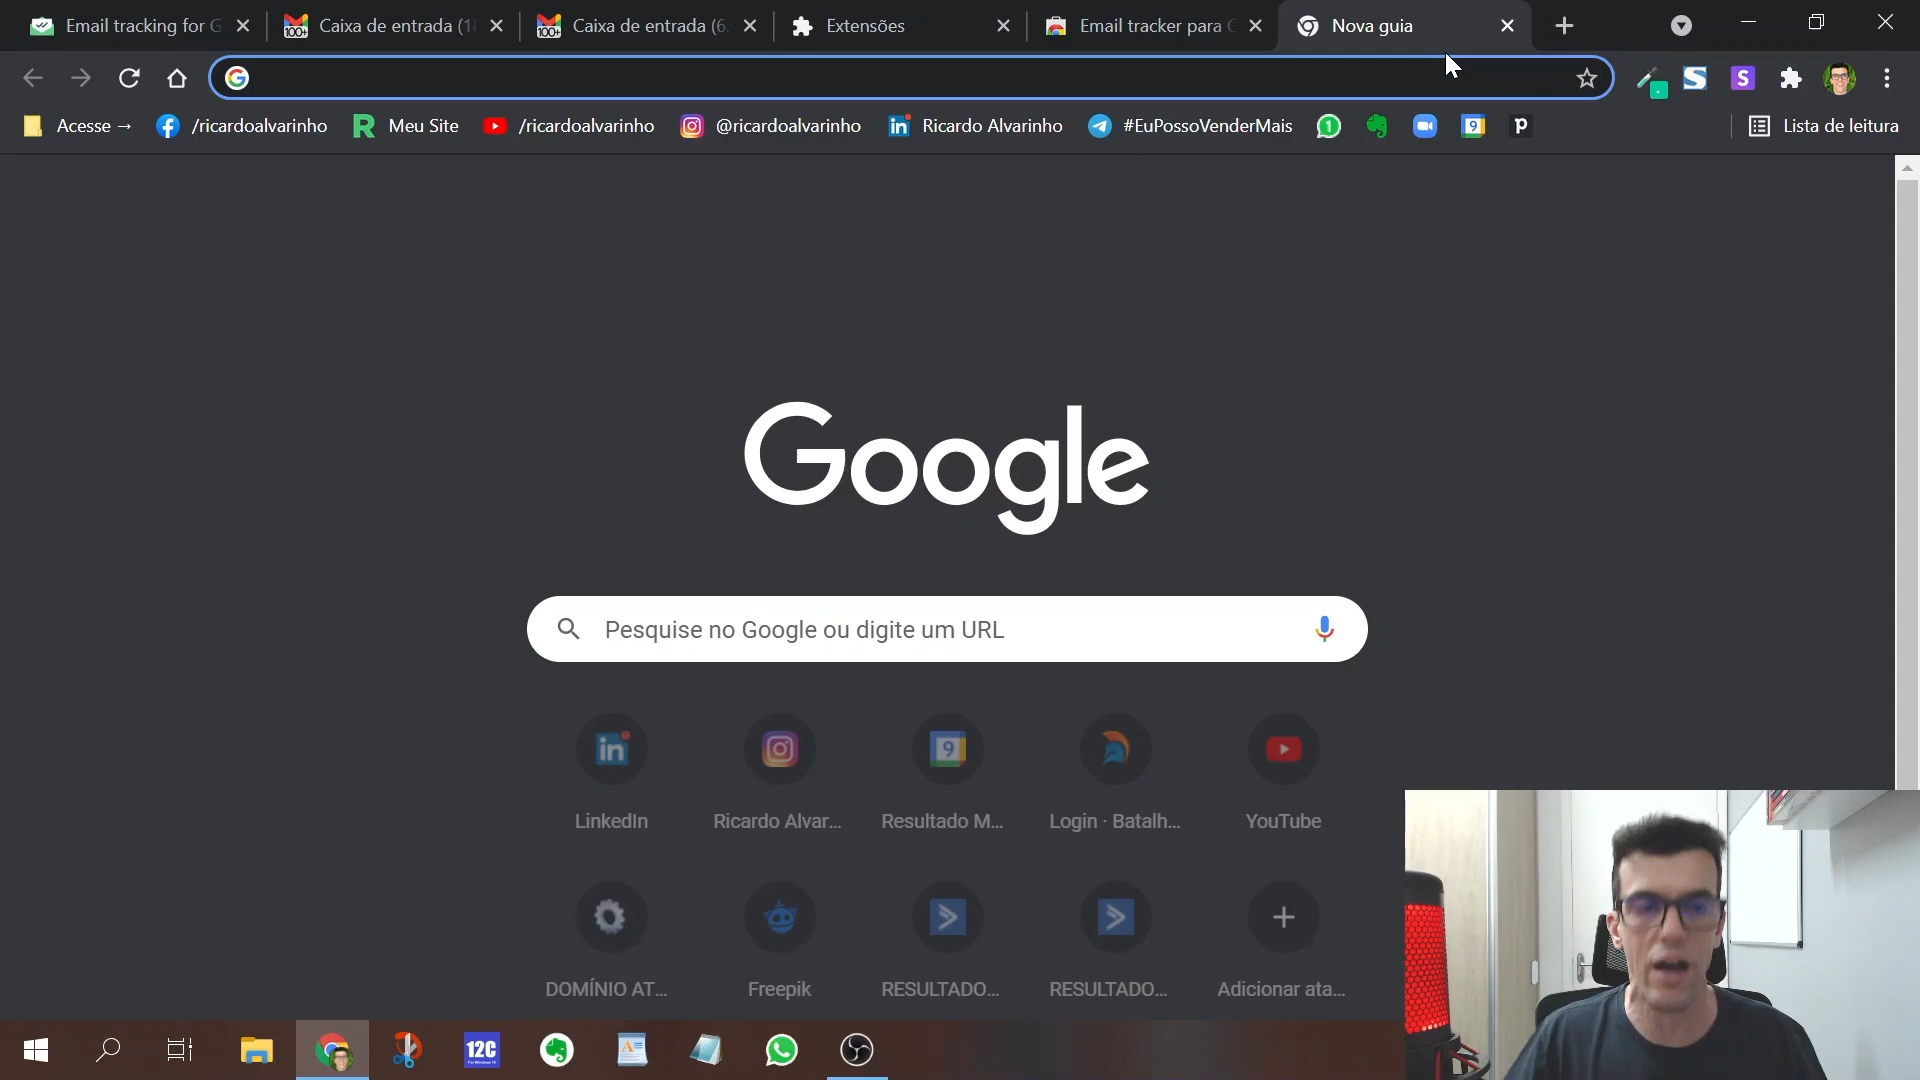 Email tracking for G
Caixa de entrada (1
Caixa de entrada (6
Extensões
Email tracker para
Nova guia
Acesse →
/ricardoalvarinho
Meu Site
/ricardoalvarinho
@ricardoalvarinho
Ricardo Alvarinho
#EuPossoVenderMais
Lista de leitura
Google
Pesquise no Google ou digite um URL
LinkedIn
Ricardo Alvar...
Resultado M...
Login · Batalh...
YouTube
DOMÍNIO AT...
Freepik
RESULTADO...
RESULTADO...
Adicionar ata...
12C